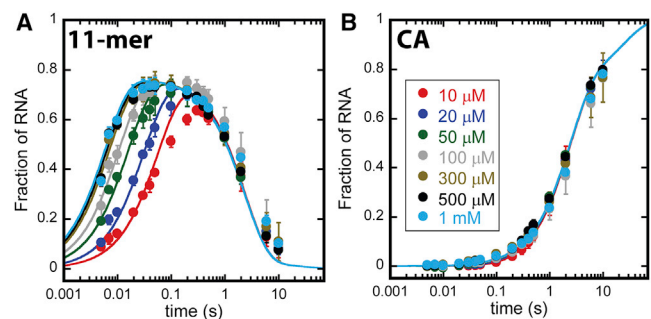 A 11-mer
Fraction of RNA
1
0.8
0.6
0.4
0.2
0
0.001 0.01 0.1 1 10
time (s)
B CA
Fraction of RNA
1
0.8
0.6
0.4
0.2
0
10 μM
20 μM
50 μM
100 μM
300 μM
500 μM
1 mM
0.001 0.01 0.1 1 10
time (s)